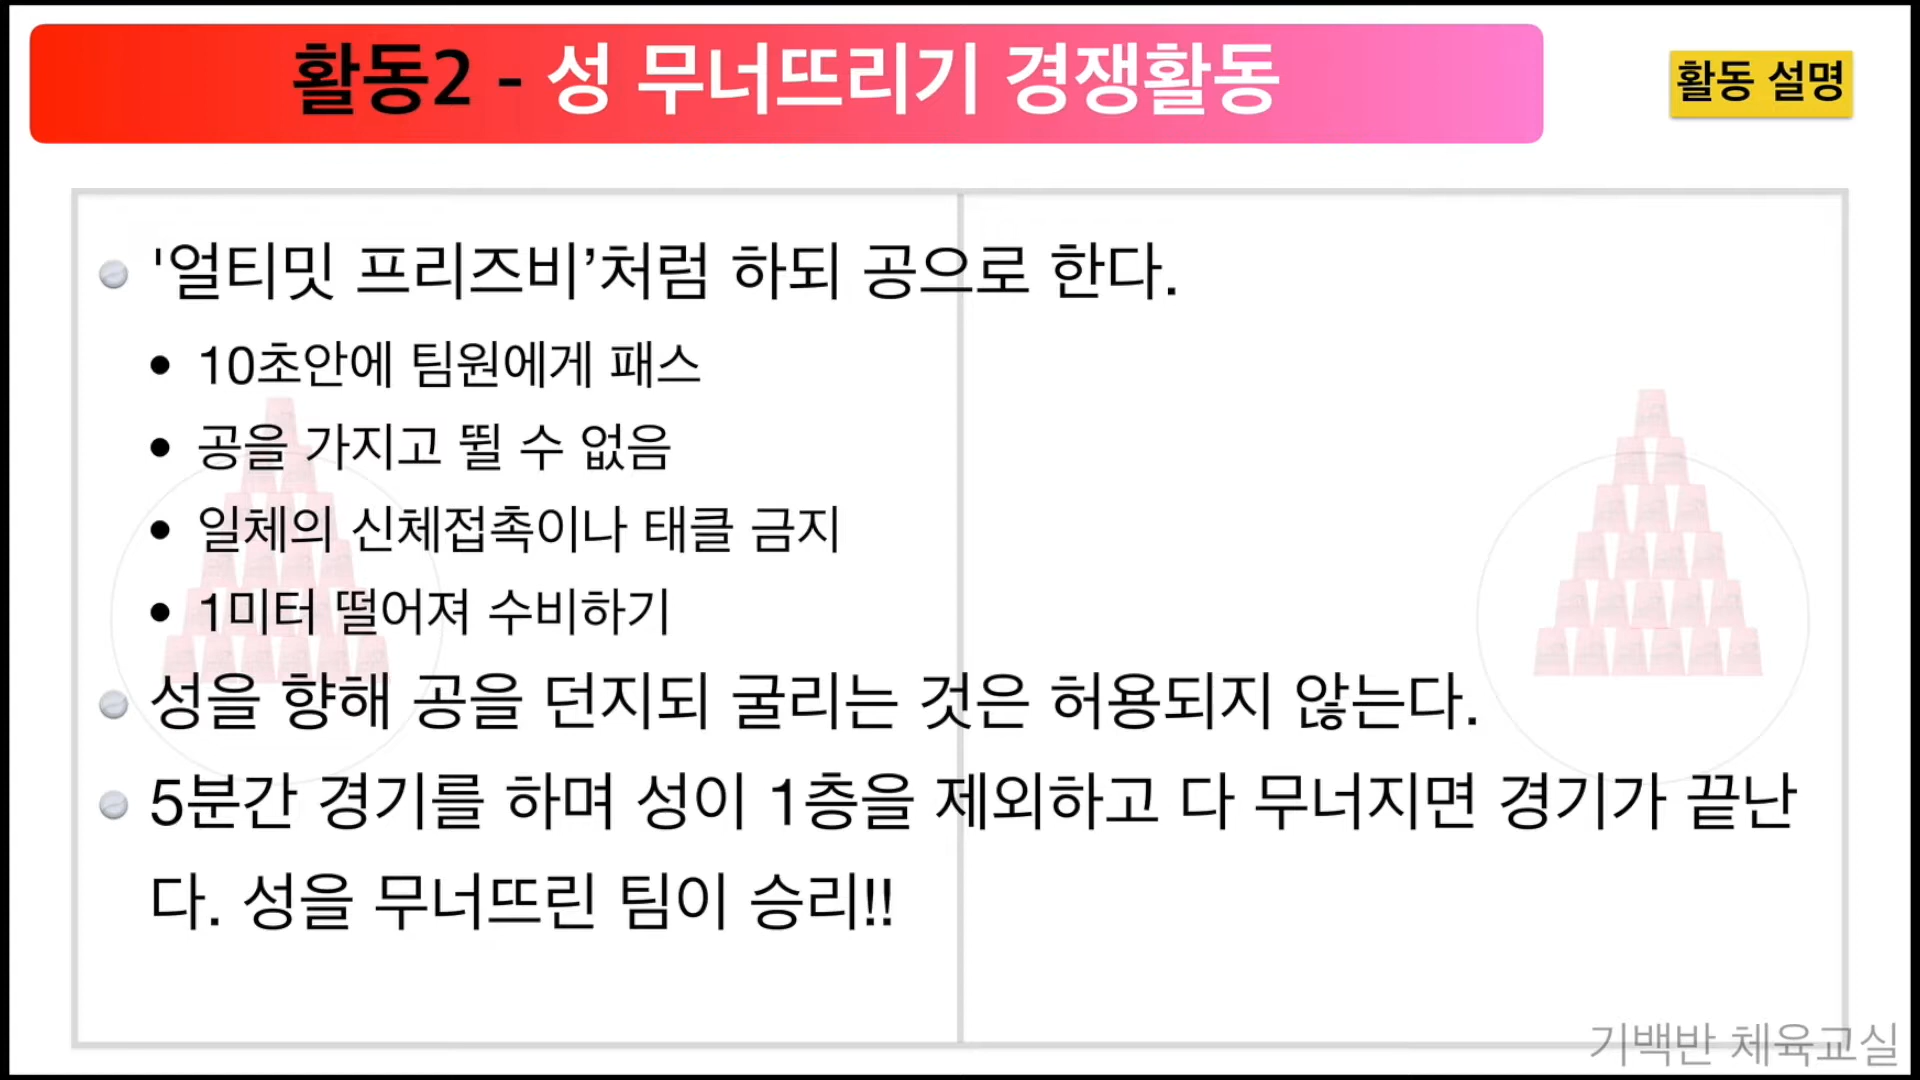 활동2 - 성 무너뜨리기 경쟁활동
활동 설명
'얼티밋 프리즈비’처럼 하되 공으로 한다.
• 10초안에 팀원에게 패스
• 공을 가지고 뛸 수 없음
• 일체의 신체접촉이나 태클 금지
• 1미터 떨어져 수비하기
성을 향해 공을 던지되 굴리는 것은 허용되지 않는다.
5분간 경기를 하며 성이 1층을 제외하고 다 무너지면 경기가 끝난
다. 성을 무너뜨린 팀이 승리!!
기백반 체육교실